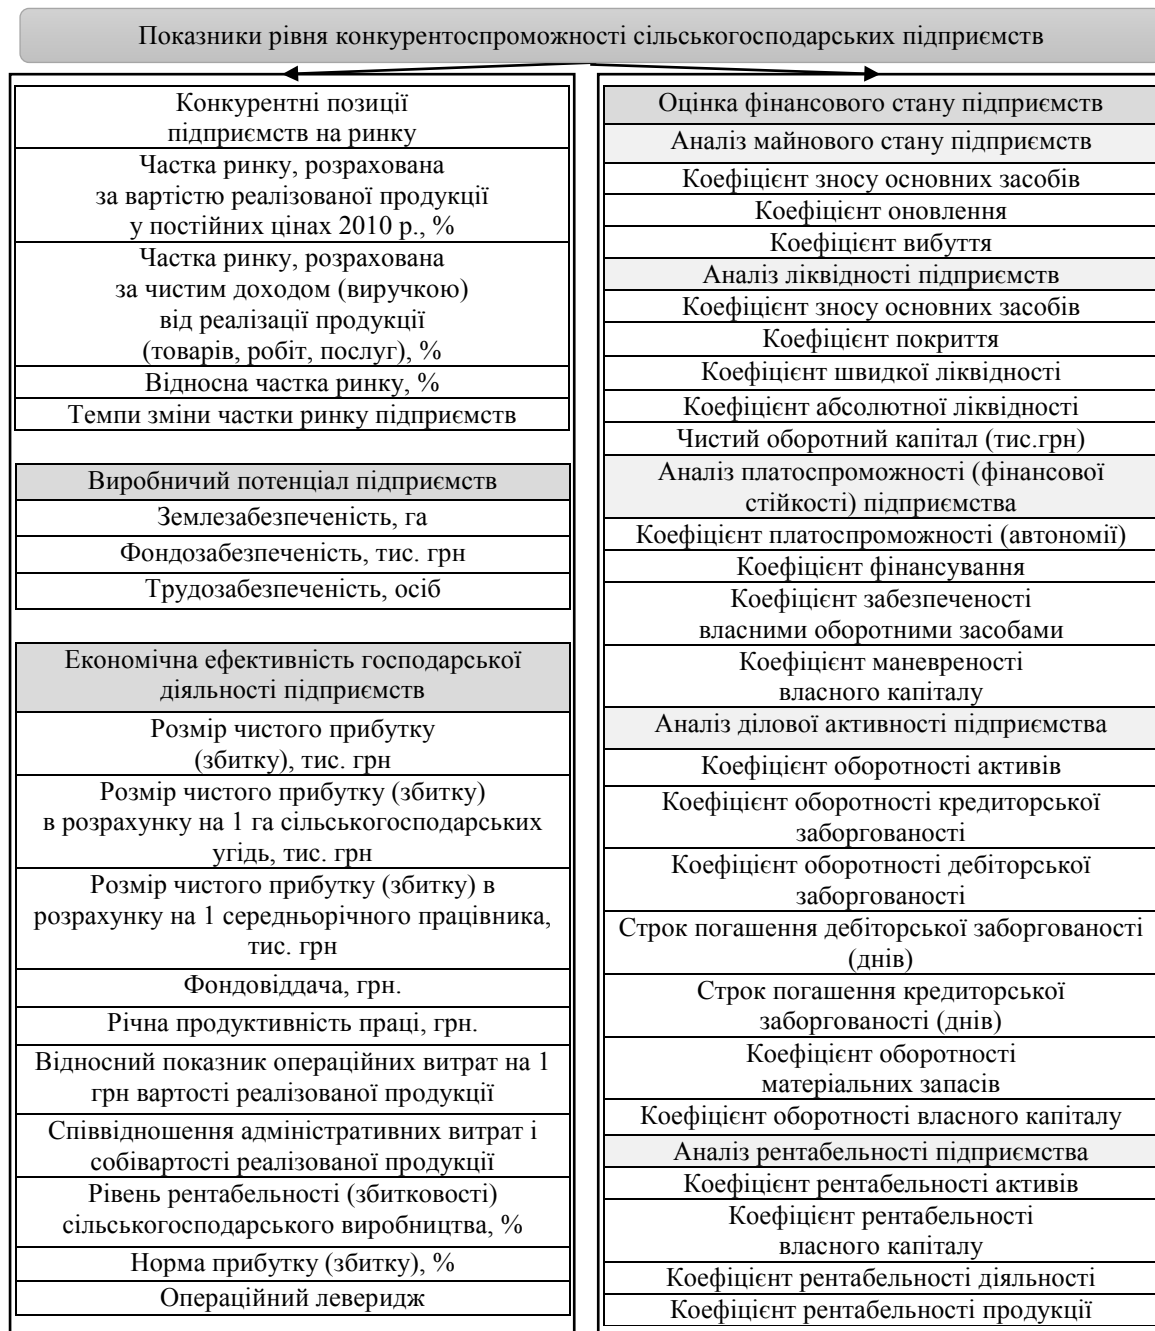 Показники рівня конкурентоспроможності сільськогосподарських підприємств
Конкурентні позиції
підприємств на ринку
Частка ринку, розрахована
за вартістю реалізованої продукції
у постійних цінах 2010 р., %
Частка ринку, розрахована
за чистим доходом (виручкою)
від реалізації продукції
(товарів, робіт, послуг), %
Відносна частка ринку, %
Темпи зміни частки ринку підприємств
Виробничий потенціал підприємств
Землезабезпеченість, га
Фондозабезпеченість, тис. грн
Трудозабезпеченість, осіб
Економічна ефективність господарської
діяльності підприємств
Розмір чистого прибутку
(збитку), тис. грн
Розмір чистого прибутку (збитку)
в розрахунку на 1 га сільськогосподарських
угідь, тис. грн
Розмір чистого прибутку (збитку) в
розрахунку на 1 середньорічного працівника,
тис. грн
Фондовіддача, грн.
Річна продуктивність праці, грн.
Відносний показник операційних витрат на 1
грн вартості реалізованої продукції
Співвідношення адміністративних витрат і
собівартості реалізованої продукції
Рівень рентабельності (збитковості)
сільськогосподарського виробництва, %
Норма прибутку (збитку), %
Операційний леверидж
Оцінка фінансового стану підприємств
Аналіз майнового стану підприємств
Коефіцієнт зносу основних засобів
Коефіцієнт оновлення
Коефіцієнт вибуття
Аналіз ліквідності підприємств
Коефіцієнт зносу основних засобів
Коефіцієнт покриття
Коефіцієнт швидкої ліквідності
Коефіцієнт абсолютної ліквідності
Чистий оборотний капітал (тис.грн)
Аналіз платоспроможності (фінансової
стійкості) підприємства
Коефіцієнт платоспроможності (автономії)
Коефіцієнт фінансування
Коефіцієнт забезпеченості
власними оборотними засобами
Коефіцієнт маневреності
власного капіталу
Аналіз ділової активності підприємства
Коефіцієнт оборотності активів
Коефіцієнт оборотності кредиторської
заборгованості
Коефіцієнт оборотності дебіторської
заборгованості
Строк погашення дебіторської заборгованості
(днів)
Строк погашення кредиторської
заборгованості (днів)
Коефіцієнт оборотності
матеріальних запасів
Коефіцієнт оборотності власного капіталу
Аналіз рентабельності підприємства
Коефіцієнт рентабельності активів
Коефіцієнт рентабельності
власного капіталу
Коефіцієнт рентабельності діяльності
Коефіцієнт рентабельності продукції